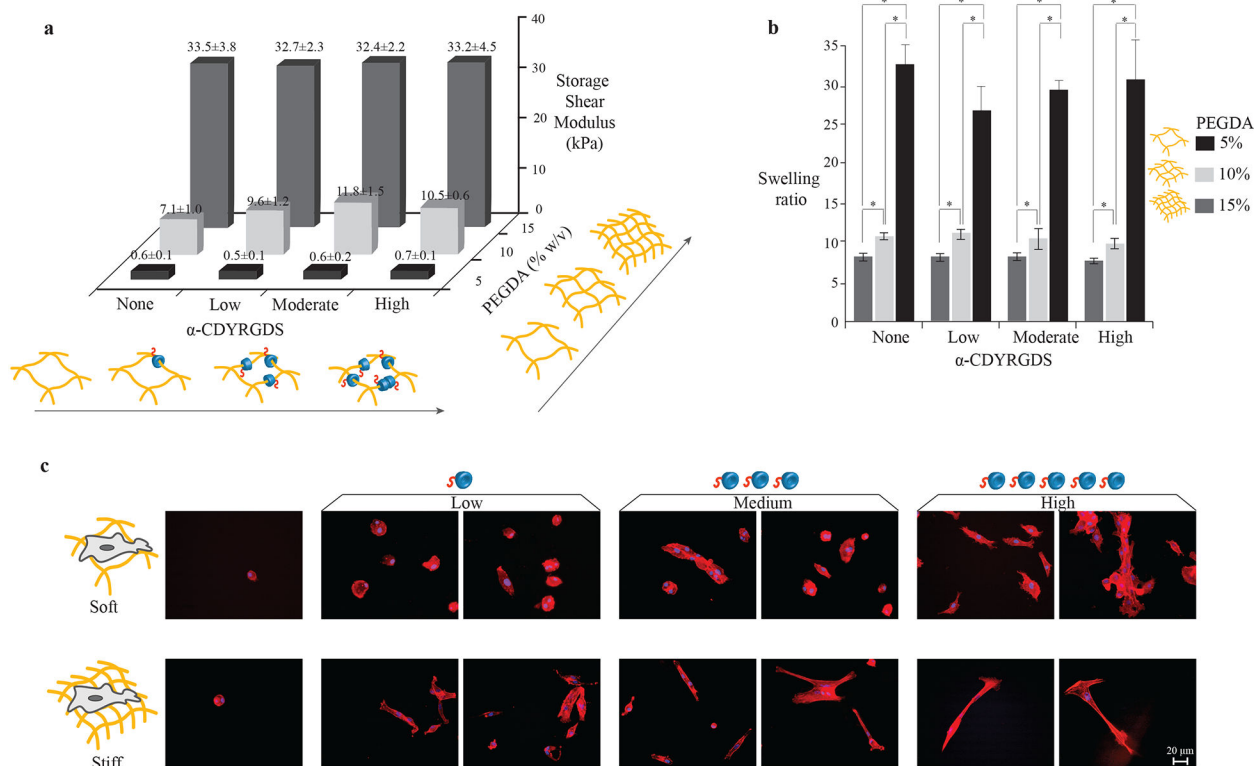 a
33.5±3.8
32.7±2.3
32.4±2.2
33.2±4.5
7.1±1.0
9.6±1.2
11.8±1.5
10.5±0.6
0.6±0.1
0.5±0.1
0.6±0.2
0.7±0.1
40
30
20
10
0
Storage
Shear
Modulus
(kPa)
15
10
5
PEGDA (% w/v)
None
Low
Moderate
High
α-CDYRGDS
b
* * * *
* * * *
* * * *
35
30
25
20
15
10
5
0
Swelling
ratio
None
Low
Moderate
High
α-CDYRGDS
PEGDA
5%
10%
15%
c
Low
Medium
High
Soft
Stiff
20 µm